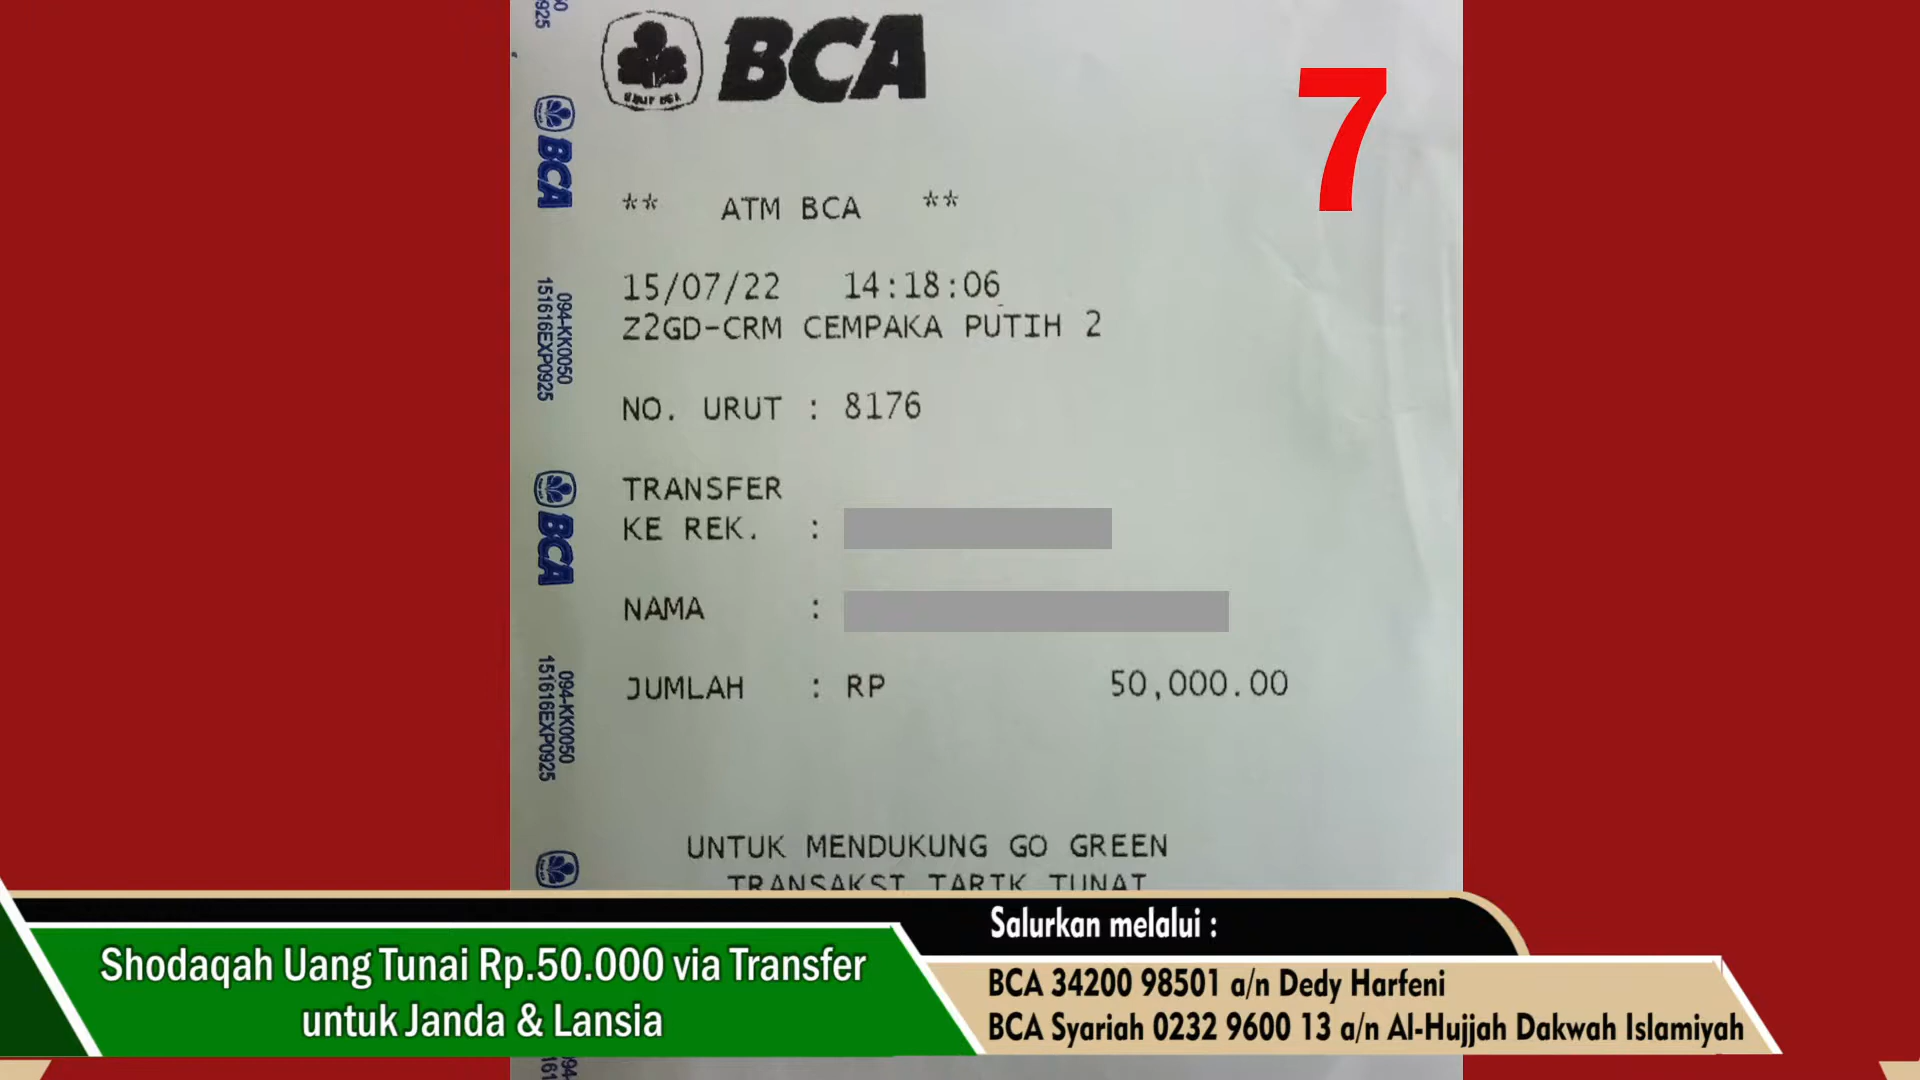 BCA
7
** ATM BCA **
15/07/22 14:18:06
Z2GD-CRM CEMPAKA PUTIH 2
NO. URUT : 8176
TRANSFER
KE REK. :
NAMA :
JUMLAH : RP 50,000.00
UNTUK MENDUKUNG GO GREEN
TRANSAKSI TARIK TUNAI
BCA
094-KK0050
151616EXP0925
BCA
094-KK0050
151616EXP0925
Shodaqah Uang Tunai Rp.50.000 via Transfer
untuk Janda & Lansia
Salurkan melalui :
BCA 34200 98501 a/n Dedy Harfeni
BCA Syariah 0232 9600 13 a/n Al-Hujjah Dakwah Islamiyah